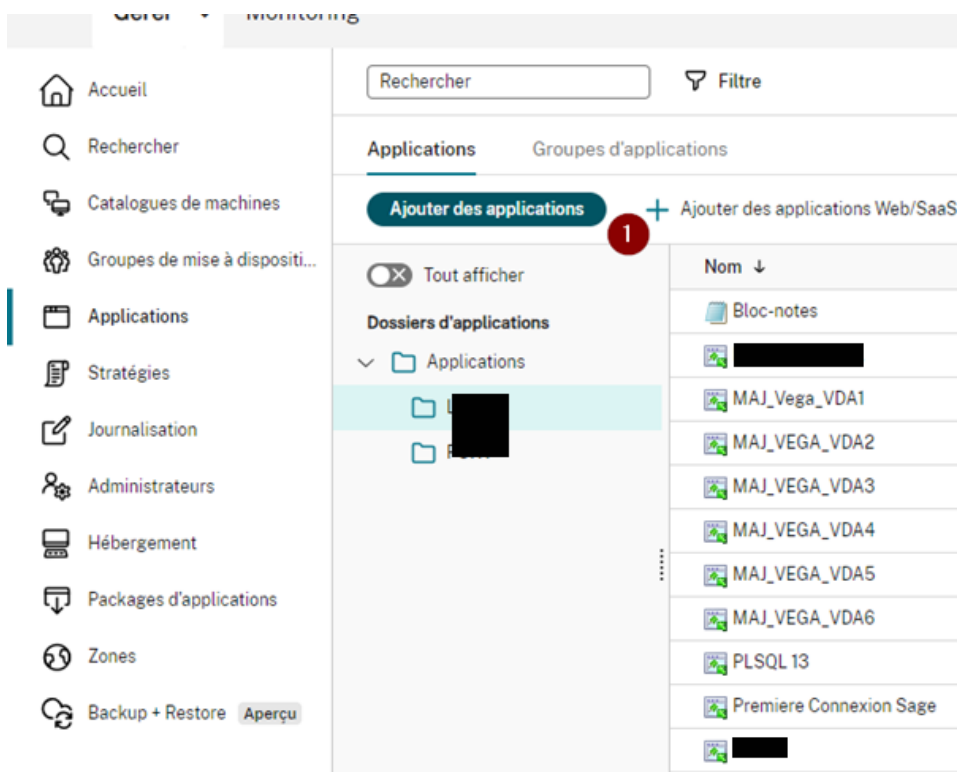 Gérer Monitoring
Accueil
Rechercher
Catalogues de machines
Groupes de mise à dispositi...
Applications
Stratégies
Journalisation
Administrateurs
Hébergement
Packages d'applications
Zones
Backup + Restore Aperçu
Rechercher Filtre
Applications Groupes d'applications
Ajouter des applications + Ajouter des applications Web/SaaS
1
Tout afficher
Dossiers d'applications
Applications
Nom ↓
Bloc-notes
MAJ_Vega_VDA1
MAJ_VEGA_VDA2
MAJ_VEGA_VDA3
MAJ_VEGA_VDA4
MAJ_VEGA_VDA5
MAJ_VEGA_VDA6
PLSQL 13
Premiere Connexion Sage